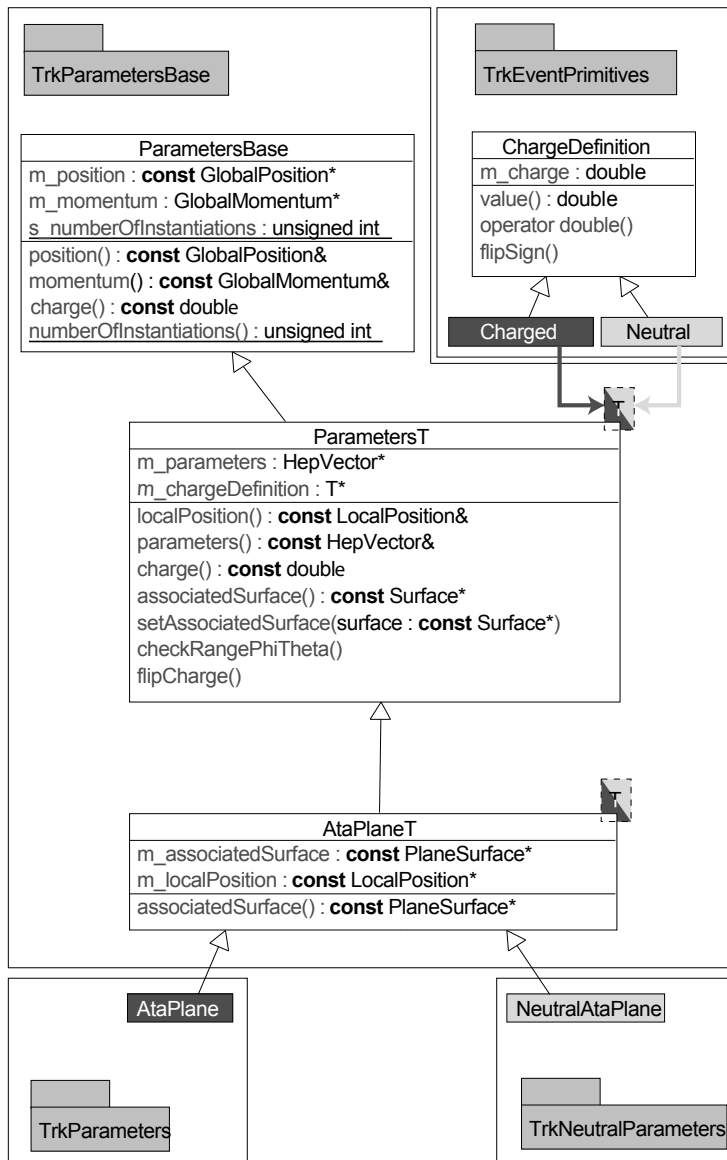 TrkParametersBase
ParametersBase
m_position : const GlobalPosition*
m_momentum : GlobalMomentum*
s_numberOfInstantiations : unsigned int
position() : const GlobalPosition&
momentum() : const GlobalMomentum&
charge() : const double
numberOfInstantiations() : unsigned int
TrkEventPrimitives
ChargeDefinition
m_charge : double
value() : double
operator double()
flipSign()
Charged
Neutral
T
ParametersT
m_parameters : HepVector*
m_chargeDefinition : T*
localPosition() : const LocalPosition&
parameters() : const HepVector&
charge() : const double
associatedSurface() : const Surface*
setAssociatedSurface(surface : const Surface*)
checkRangePhiTheta()
flipCharge()
T
AtaPlaneT
m_associatedSurface : const PlaneSurface*
m_localPosition : const LocalPosition*
associatedSurface() : const PlaneSurface*
AtaPlane
TrkParameters
NeutralAtaPlane
TrkNeutralParameters